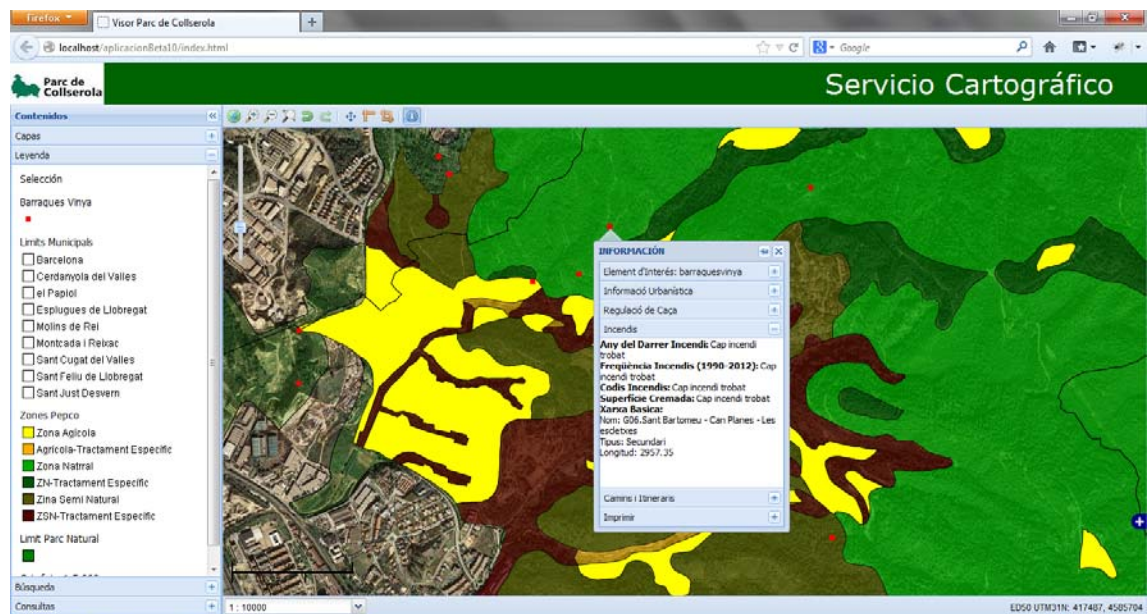 Firefox
Visor Parc de Collserola
localhost/aplicacionBeta10/index.html
Google
Parc de
Collserola
Servicio Cartográfico
Contenidos
Capas
Leyenda
Selección
Barraques Vinya
Limits Municipals
Barcelona
Cerdanyola del Valles
el Papiol
Esplugues de Llobregat
Molins de Rei
Montcada i Reixac
Sant Cugat del Valles
Sant Feliu de Llobregat
Sant Just Desvern
Zones Pepco
Zona Agicola
Agricola-Tractament Específic
Zona Natrral
ZN-Tractament Específic
Zina Semi Natural
ZSN-Tractament Específic
Limit Parc Natural
Búsqueda
Consultas
INFORMACIÓN
Element d'Interés: barraquesvinya
Informació Urbanística
Regulació de Caça
Incendis
Any del Darrer Incendi: Cap incendi
trobat
Freqüència Incendis (1990-2012): Cap
incendi trobat
Codis Incendis: Cap incendi trobat
Superfície Cremada: Cap incendi trobat
Xarxa Basica:
Nom: G06.Sant Bartomeu - Can Planes - Les
escletxes
Tipus: Secundari
Longitud: 2957.35
Camins i Itineraris
Imprimir
1 : 10000
ED50 UTM31N: 417487, 4585784